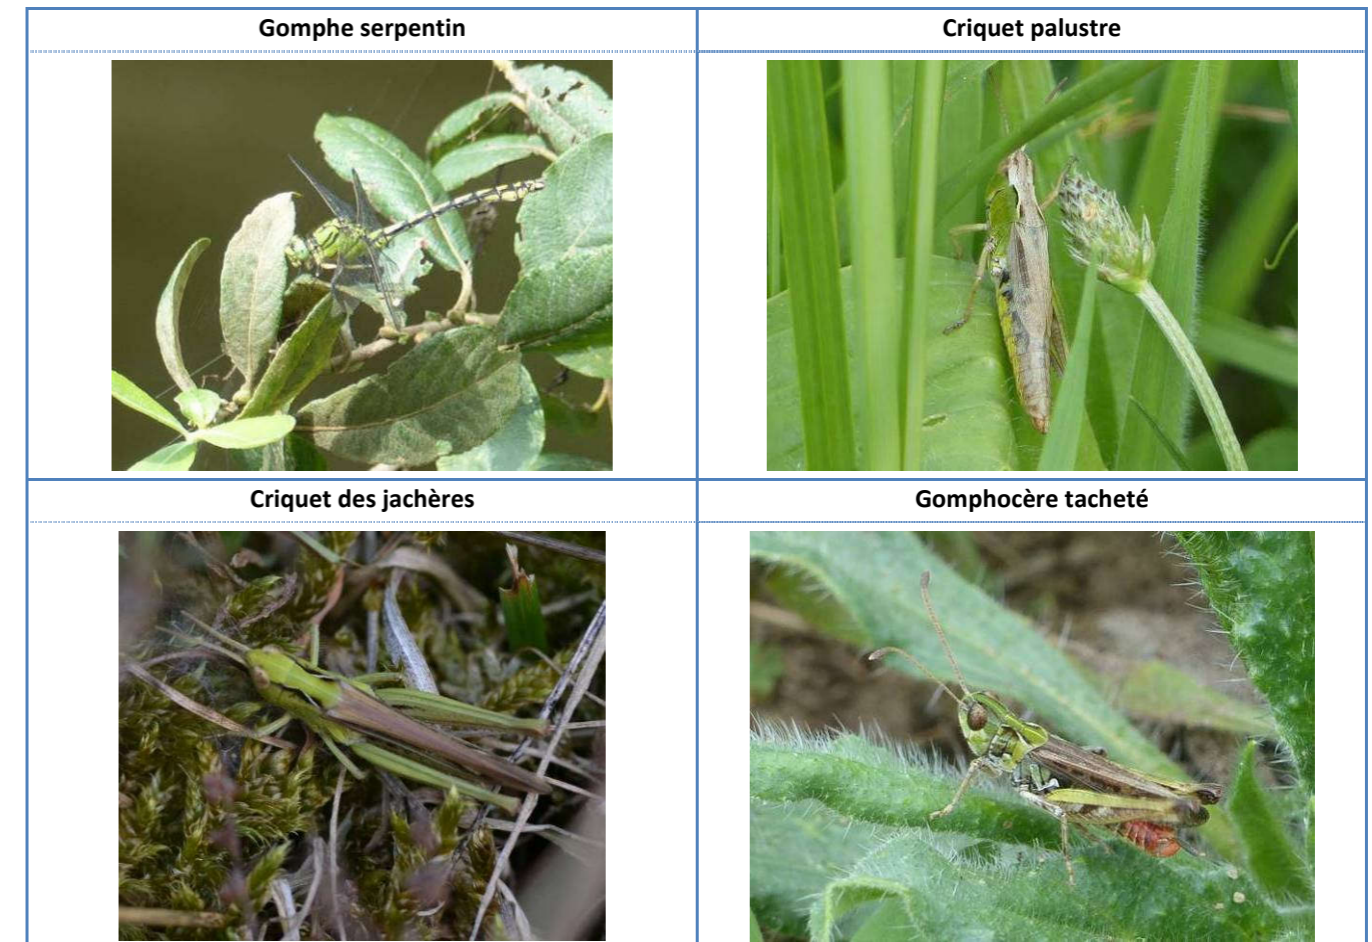 Gomphe serpentin
Criquet palustre
Criquet des jachères
Gomphocère tacheté